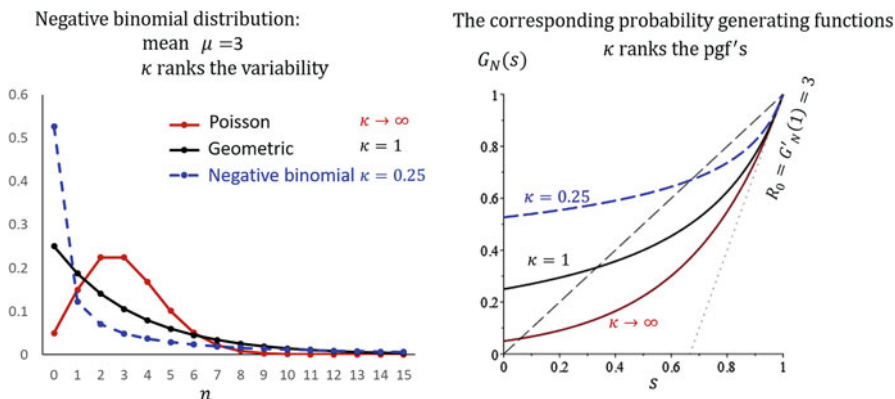 Negative binomial distribution:
mean μ =3
κ ranks the variability
0.6
0.5
0.4
0.3
0.2
0.1
0
Poisson κ → ∞
Geometric κ = 1
Negative binomial κ = 0.25
0 1 2 3 4 5 6 7 8 9 10 11 12 13 14 15
n
The corresponding probability generating functions
κ ranks the pgf's
G_N(s)
1
0.8
0.6
0.4
0.2
0
κ = 0.25
κ = 1
κ → ∞
R₀ = G'_N(1) = 3
0 0.2 0.4 0.6 0.8 1
s